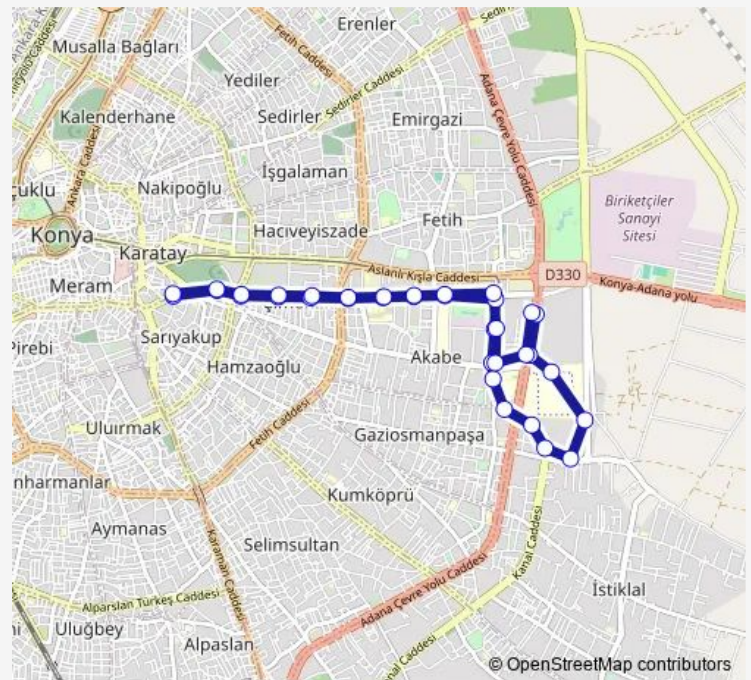 Erenler
Sedirler Caddesi
Musalla Bağları
Fetih Caddesi
Yediler
Kalenderhane
Sedirler
Emirgazi
Ankara Caddesi
Adana Çevre Yolu Caddesi
İşgalaman
Nakipoğlu
Biriketçiler
Sanayi
Sitesi
Fetih
Konya
Hacıveyiszade
Karatay
Aslanlı Kışla Caddesi
D330
Konya-Adana yolu
Meram
Sarıyakup
Pirebi
Akabe
Hamzaoğlu
Uluırmak
Fetih Caddesi
Gaziosmanpaşa
Kumköprü
Aymanas
Selimsultan
Karaman Caddesi
Kanal Caddesi
İstiklal
Adana Çevre Yolu Caddesi
Alparslan Türkeş Caddesi
Uluğbey
Alpaslan
Kanal Caddesi
© OpenStreetMap contributors